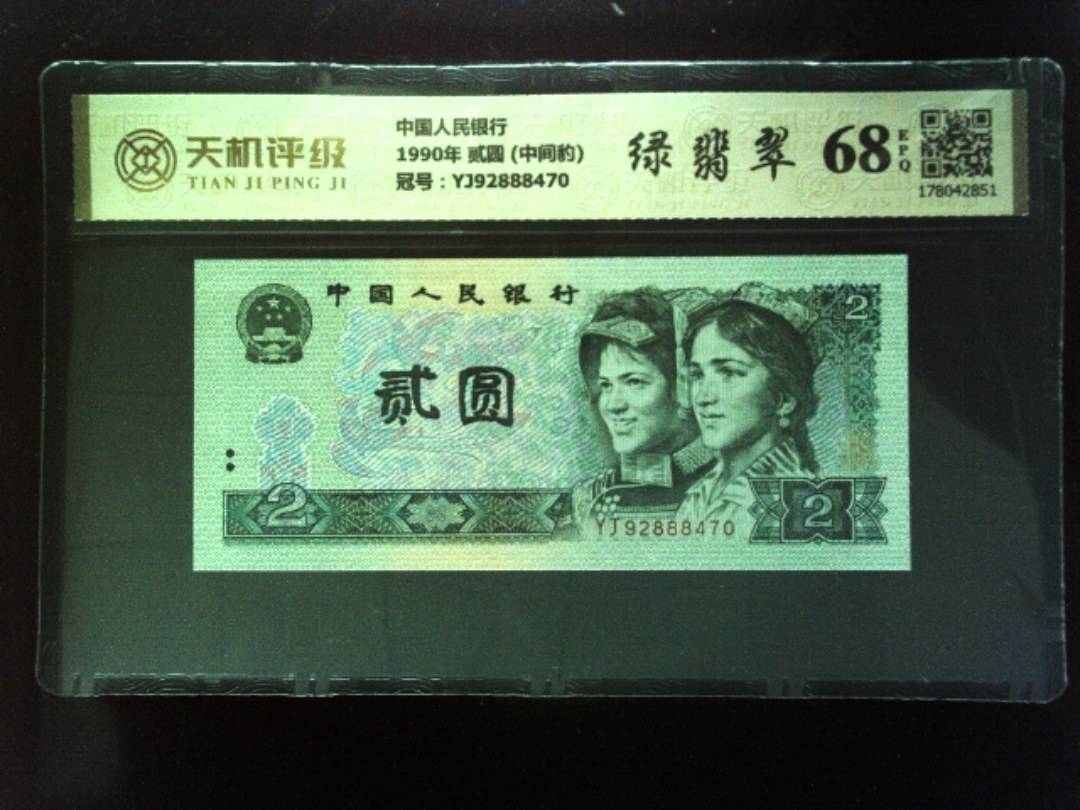 天机评级
TIAN JI PING JI
中国人民银行
1990年 贰圆 (中间豹)
冠号：YJ92888470
绿翡翠
68
EPQ
178042851
中国人民银行
贰圆
2
2
YJ92888470
2